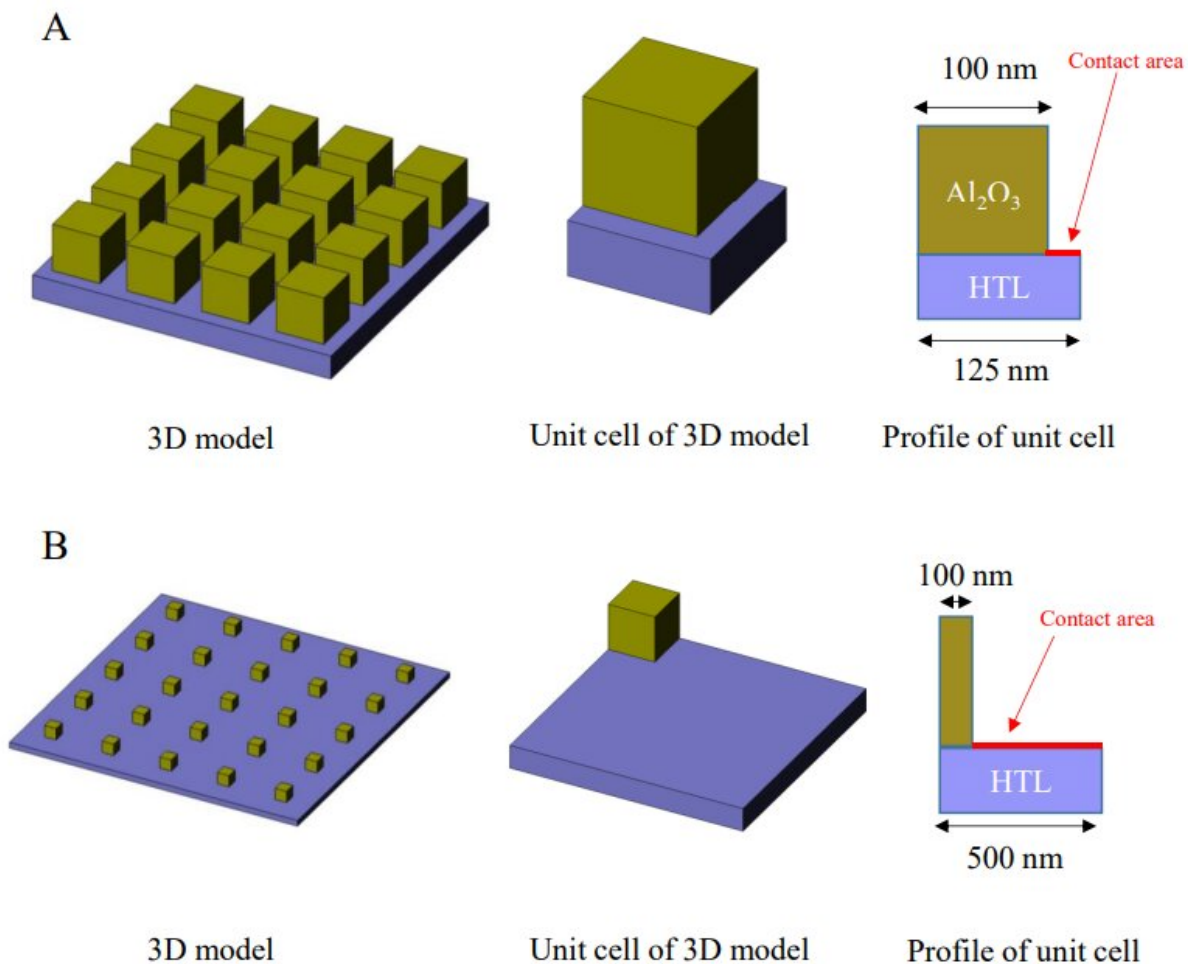 A
100 nm
Contact area
Al₂O₃
HTL
125 nm
3D model
Unit cell of 3D model
Profile of unit cell
B
100 nm
Contact area
HTL
500 nm
3D model
Unit cell of 3D model
Profile of unit cell